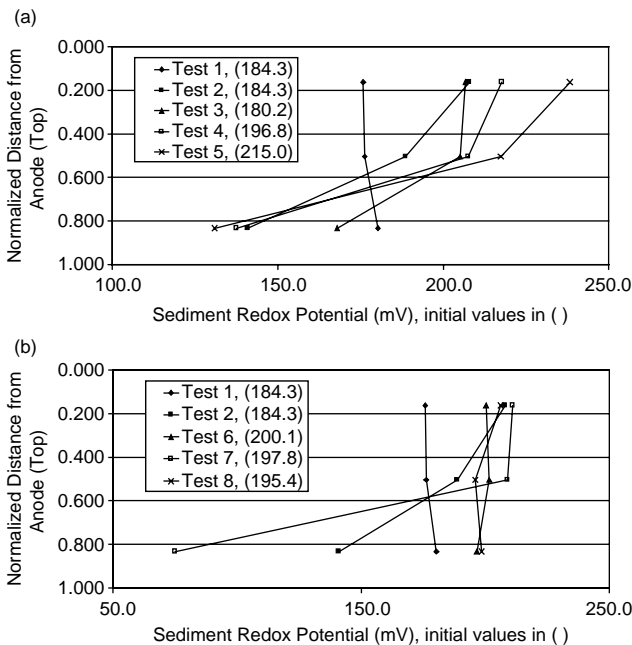 (a)
0.000
0.200
0.400
0.600
0.800
1.000
Normalized Distance from
Anode (Top)
Test 1, (184.3)
Test 2, (184.3)
Test 3, (180.2)
Test 4, (196.8)
Test 5, (215.0)
100.0 150.0 200.0 250.0
Sediment Redox Potential (mV), initial values in ( )
(b)
0.000
0.200
0.400
0.600
0.800
1.000
Normalized Distance from
Anode (Top)
Test 1, (184.3)
Test 2, (184.3)
Test 6, (200.1)
Test 7, (197.8)
Test 8, (195.4)
50.0 150.0 250.0
Sediment Redox Potential (mV), initial values in ( )